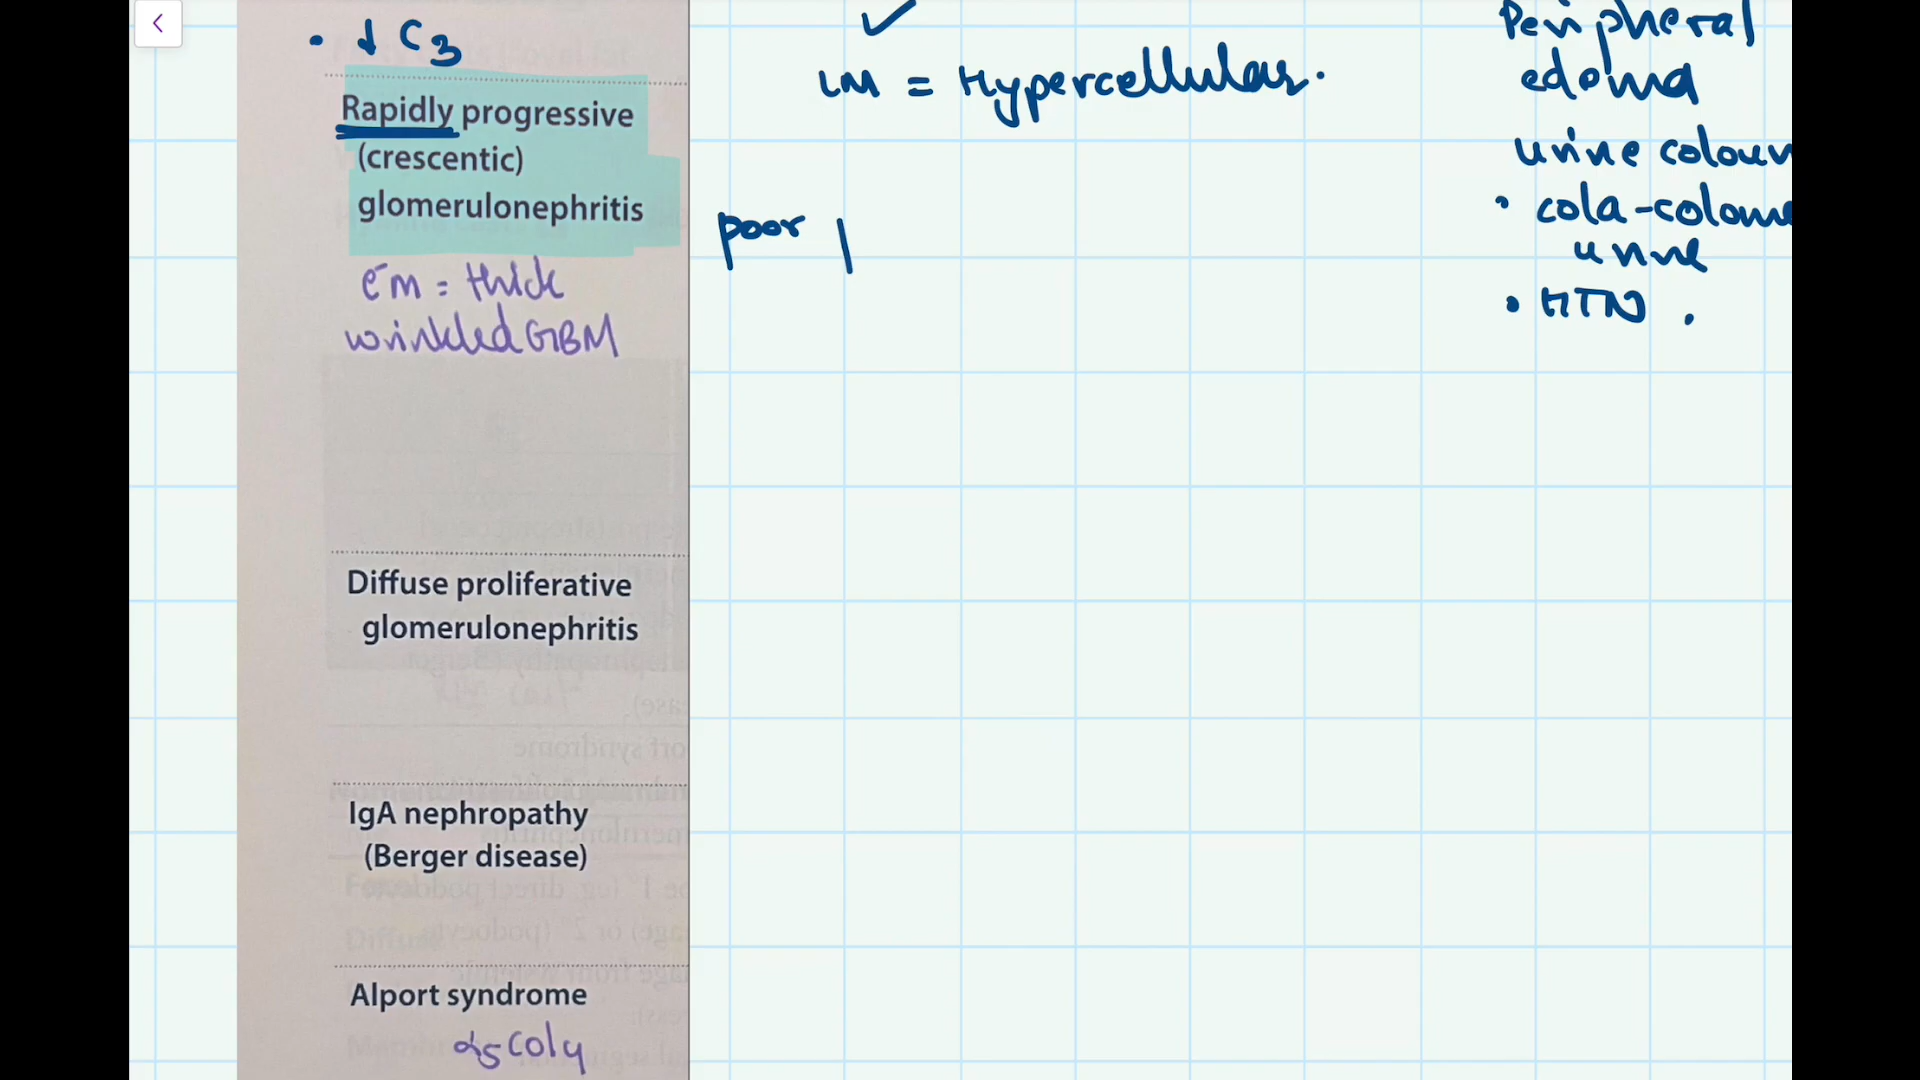 • ↓ C3
Rapidly progressive
(crescentic)
glomerulonephritis
em = thick
wrinkled GBM
Diffuse proliferative
glomerulonephritis
IgA nephropathy
(Berger disease)
Alport syndrome
α5 Col4
✓
LM = Hypercellular.
poor
Peripheral
edema
urine colour
• cola-colou
urine
• HTN .